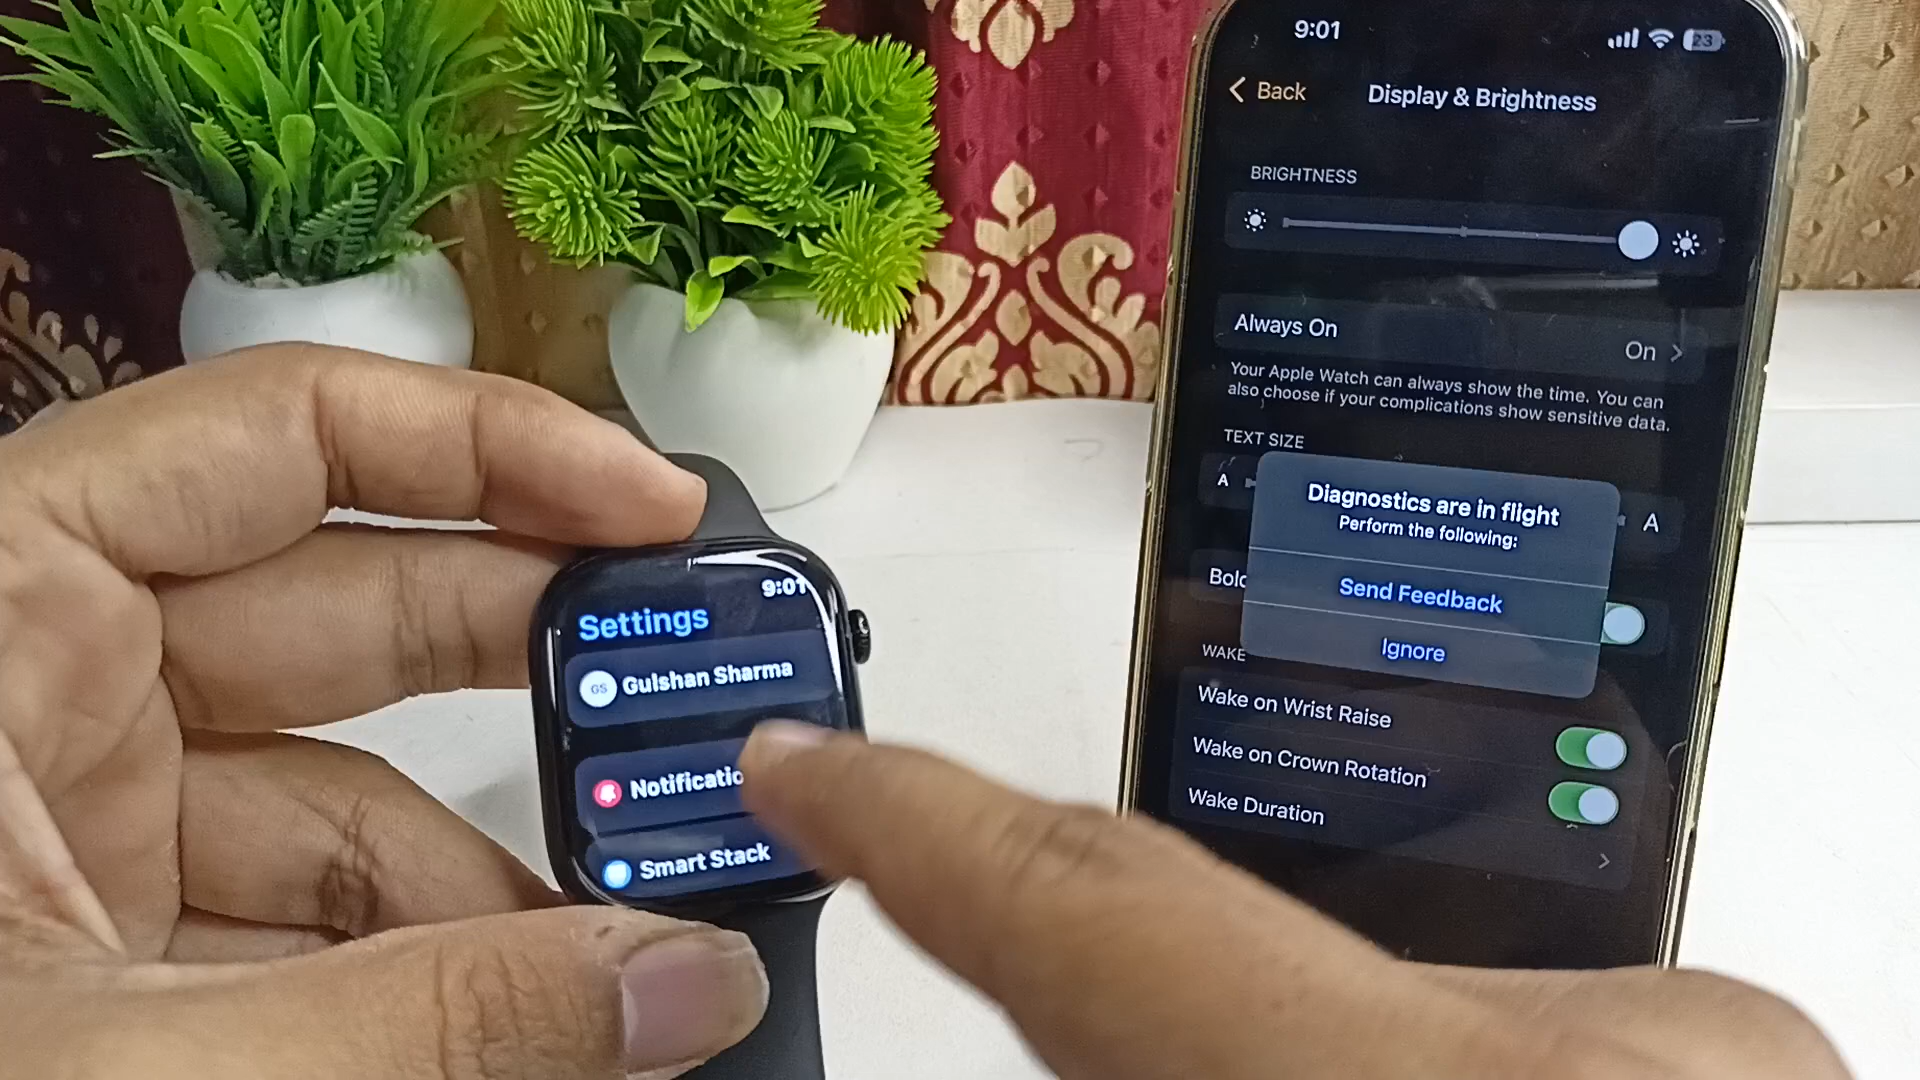 9:01
Settings
GS
Gulshan Sharma
Smart Stack
9:01
23
Back
Display & Brightness
BRIGHTNESS
Always On
On
Your Apple Watch can always show the time. You can
also choose if your complications show sensitive data.
TEXT SIZE
A
A
Diagnostics are in flight
Perform the following:
Send Feedback
Ignore
WAKE
Wake on Wrist Raise
Wake on Crown Rotation
Wake Duration